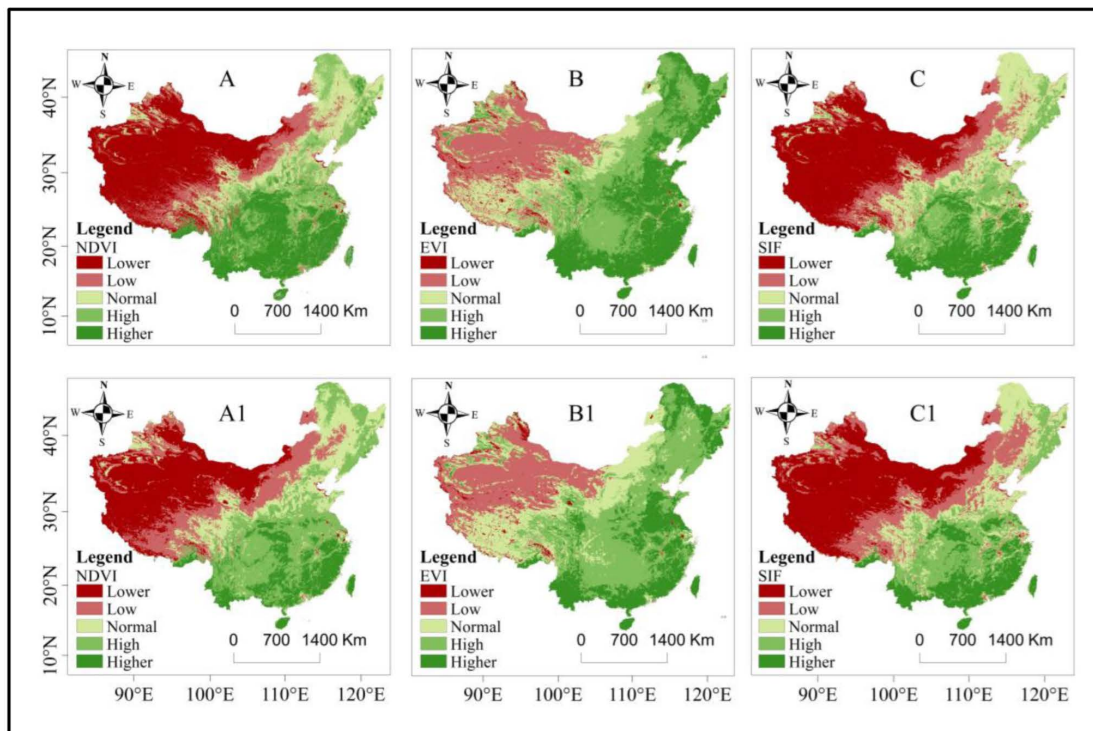 N
W E
S
A
40°N
30°N
20°N
10°N
Legend
NDVI
Lower
Low
Normal
High
Higher
0 700 1400 Km
N
W E
S
B
Legend
EVI
Lower
Low
Normal
High
Higher
0 700 1400 Km
N
W E
S
C
Legend
SIF
Lower
Low
Normal
High
Higher
0 700 1400 Km
N
W E
S
A1
40°N
30°N
20°N
10°N
Legend
NDVI
Lower
Low
Normal
High
Higher
0 700 1400 Km
90°E 100°E 110°E 120°E
N
W E
S
B1
Legend
EVI
Lower
Low
Normal
High
Higher
0 700 1400 Km
90°E 100°E 110°E 120°E
N
W E
S
C1
Legend
SIF
Lower
Low
Normal
High
Higher
0 700 1400 Km
90°E 100°E 110°E 120°E